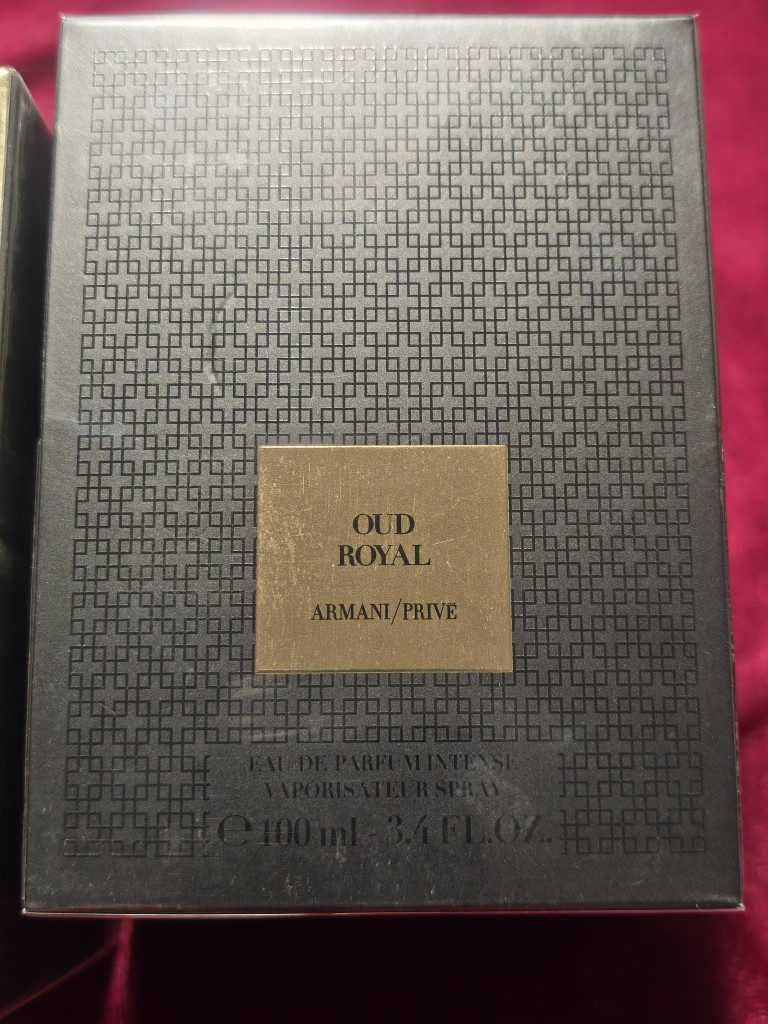 OUD
ROYAL
ARMANI/PRIVE
EAU DE PARFUM INTENSE
VAPORISATEUR SPRAY
℮ 100 ml - 3.4 FL.OZ.